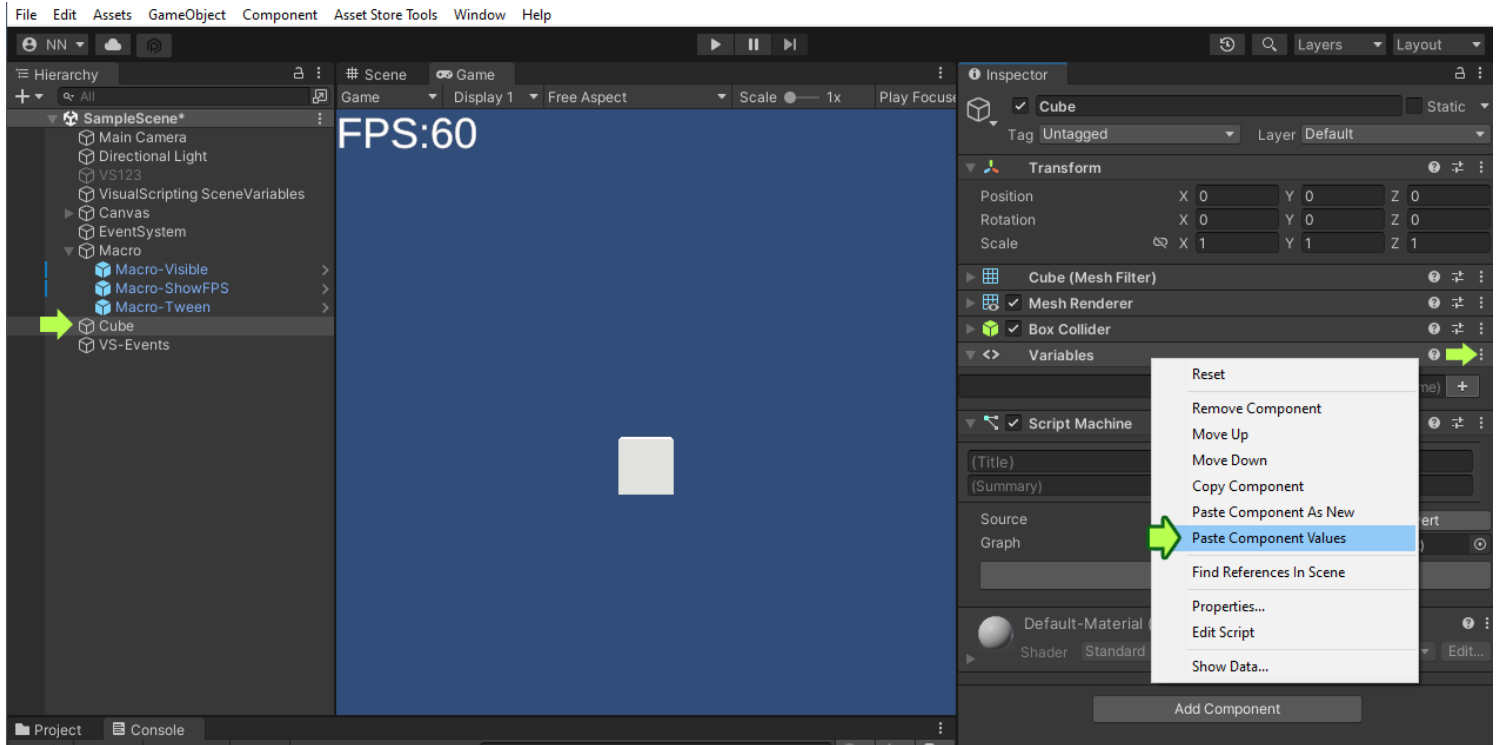 File Edit Assets GameObject Component Asset Store Tools Window Help
NN Layers Layout
Hierarchy
All
SampleScene*
Main Camera
Directional Light
VS123
VisualScripting SceneVariables
Canvas
EventSystem
Macro
Macro-Visible
Macro-ShowFPS
Macro-Tween
Cube
VS-Events
Scene Game
Game Display 1 Free Aspect Scale 1x Play Focuse
FPS:60
Inspector
Cube Static
Tag Untagged Layer Default
Transform
Position X 0 Y 0 Z 0
Rotation X 0 Y 0 Z 0
Scale X 1 Y 1 Z 1
Cube (Mesh Filter)
Mesh Renderer
Box Collider
Variables
me) +
Script Machine
(Title)
(Summary)
Source ert
Graph )
Default-Material (
Shader Standard Edit...
Reset
Remove Component
Move Up
Move Down
Copy Component
Paste Component As New
Paste Component Values
Find References In Scene
Properties...
Edit Script
Show Data...
Add Component
Project Console